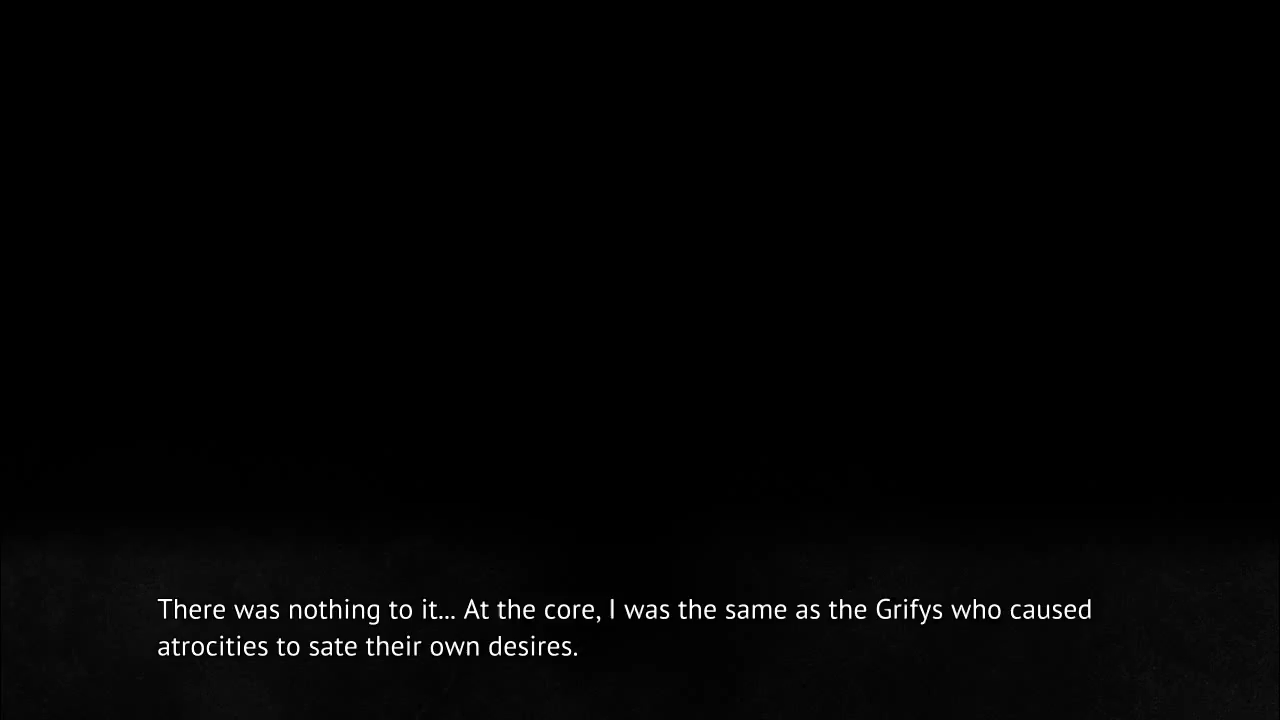 There was nothing to it... At the core, I was the same as the Grifys who caused
atrocities to sate their own desires.